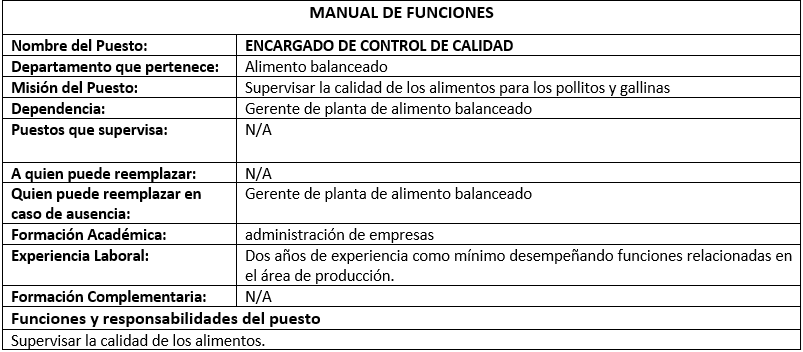 MANUAL DE FUNCIONES
Nombre del Puesto: ENCARGADO DE CONTROL DE CALIDAD
Departamento que pertenece: Alimento balanceado
Misión del Puesto: Supervisar la calidad de los alimentos para los pollitos y gallinas
Dependencia: Gerente de planta de alimento balanceado
Puestos que supervisa: N/A
A quien puede reemplazar: N/A
Quien puede reemplazar en Gerente de planta de alimento balanceado
caso de ausencia:
Formación Académica: administración de empresas
Experiencia Laboral: Dos años de experiencia como mínimo desempeñando funciones relacionadas en
el área de producción.
Formación Complementaria: N/A
Funciones y responsabilidades del puesto
Supervisar la calidad de los alimentos.